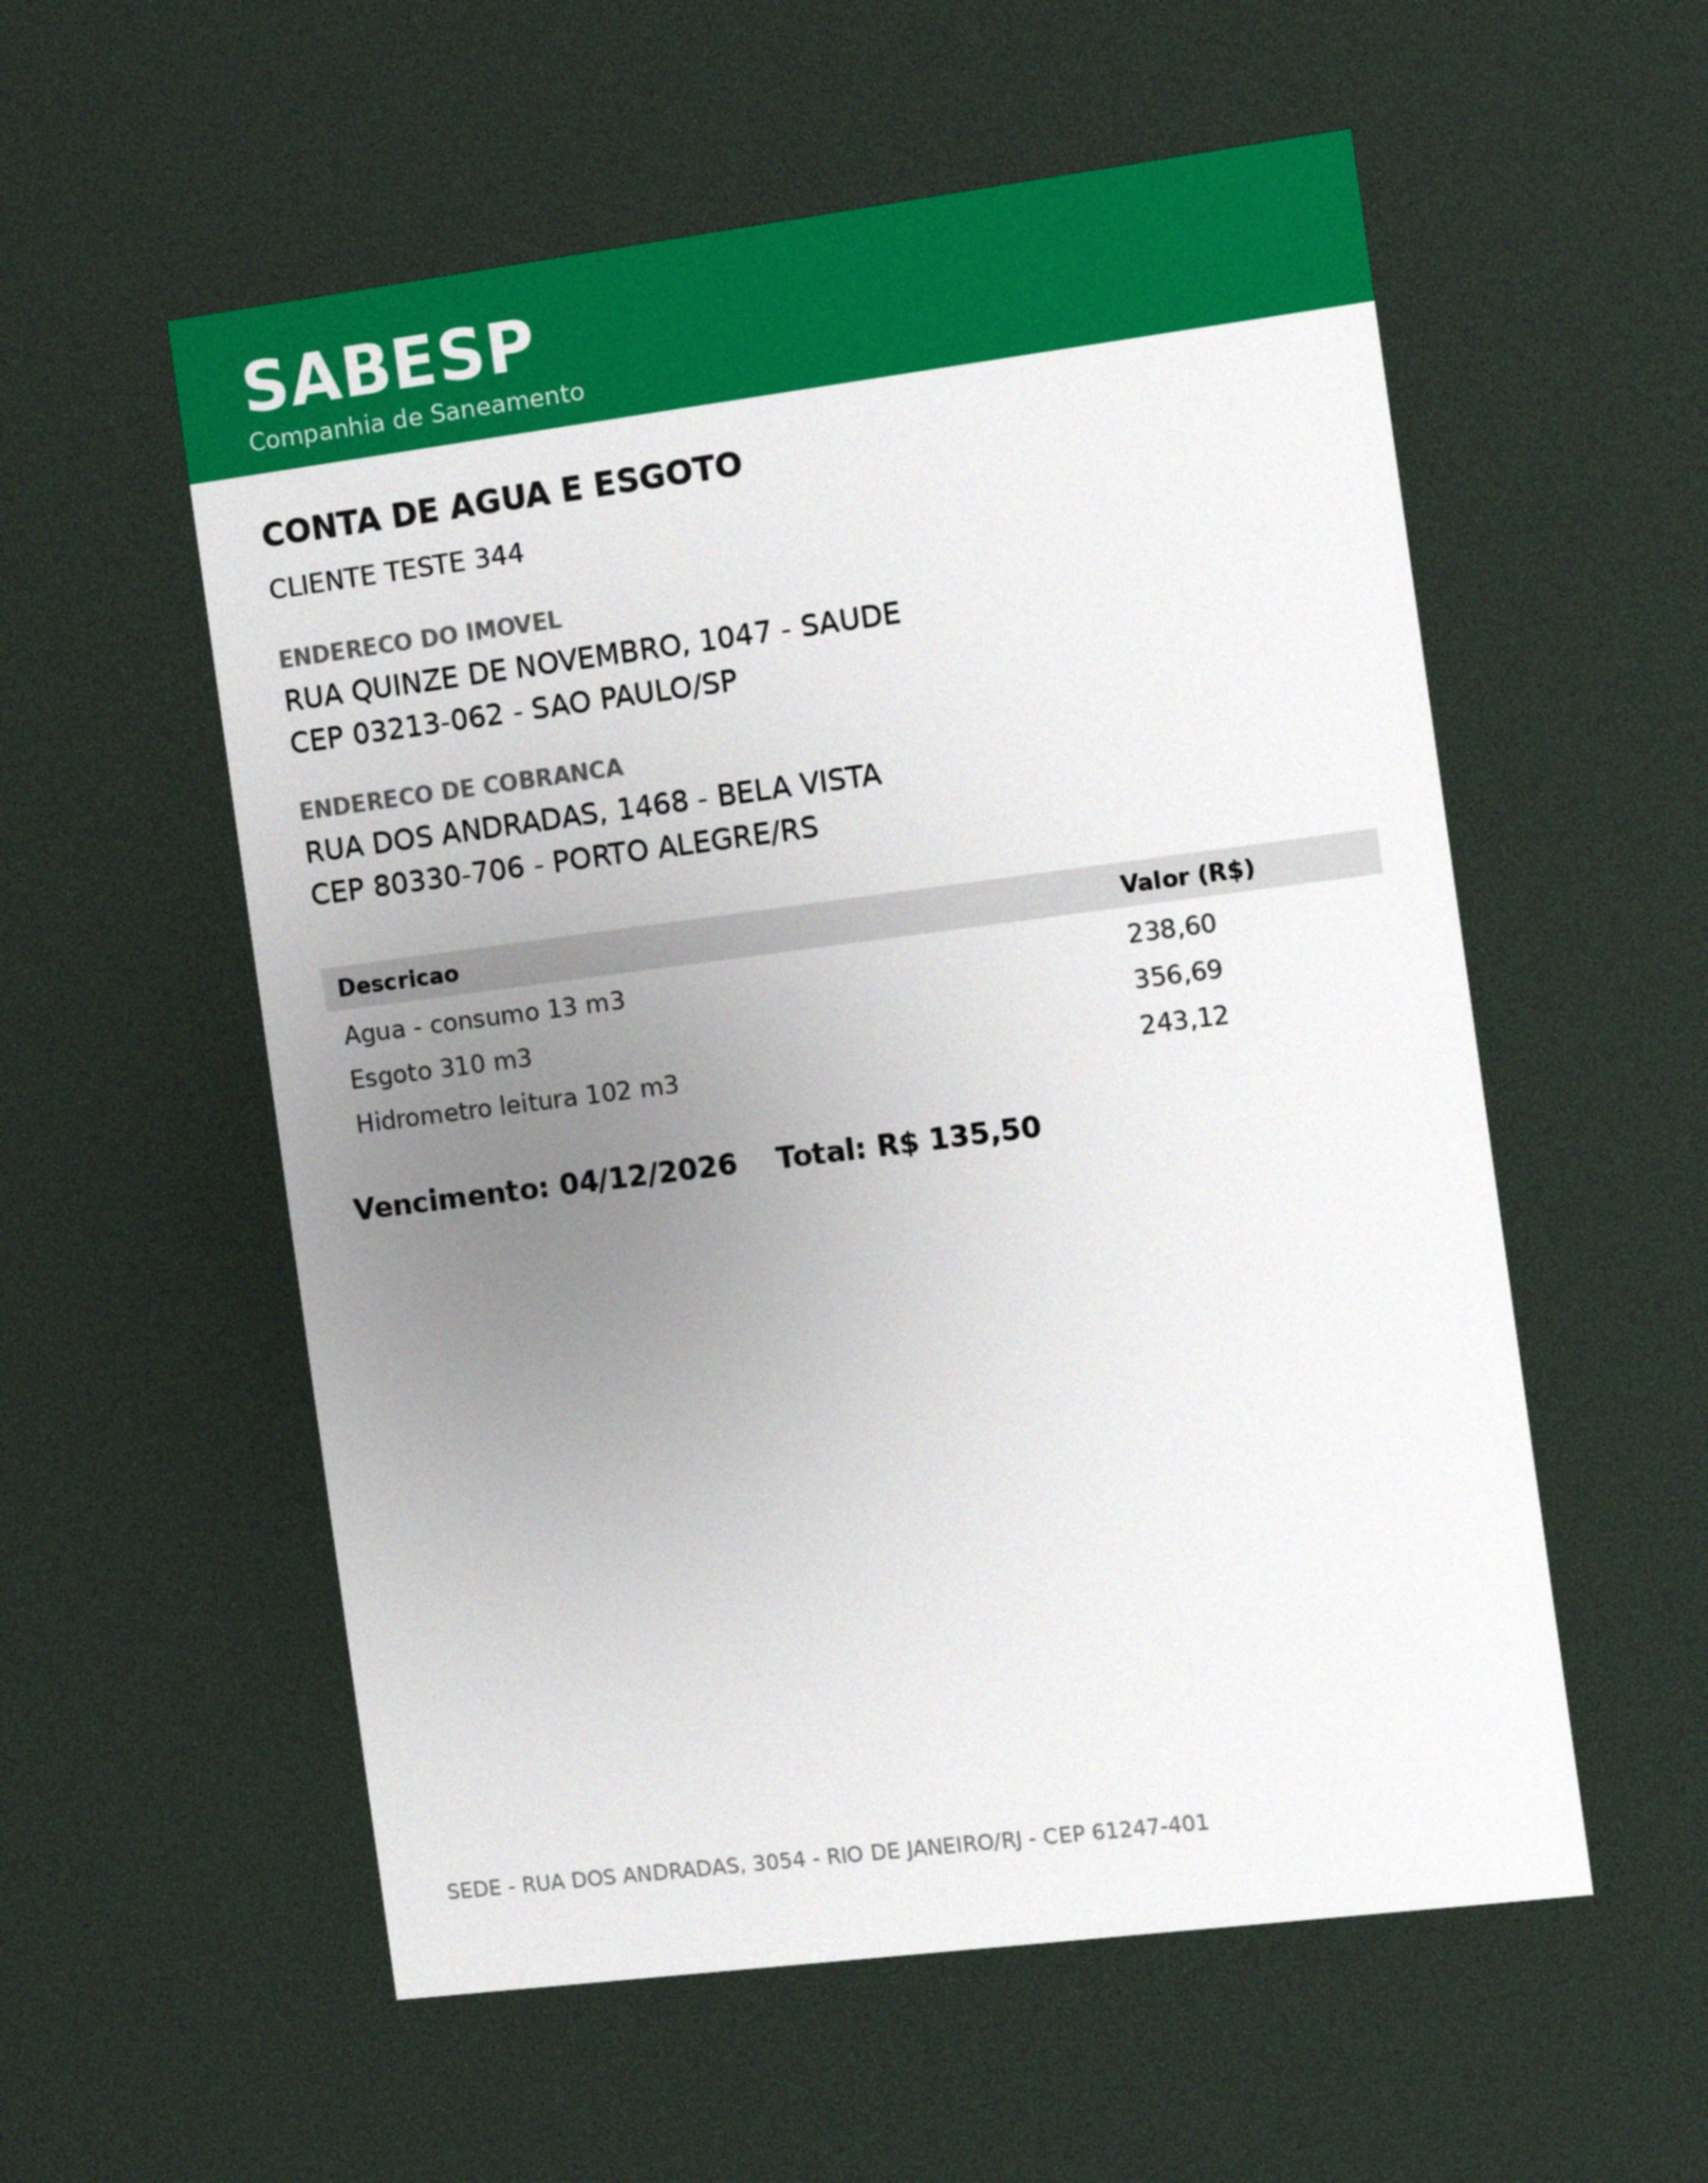 SABESP
Companhia de Saneamento
CONTA DE AGUA E ESGOTO
CLIENTE TESTE 344
ENDERECO DO IMOVEL
RUA QUINZE DE NOVEMBRO, 1047 - SAUDE
CEP 03213-062 - SAO PAULO/SP
ENDERECO DE COBRANCA
RUA DOS ANDRADAS, 1468 - BELA VISTA
CEP 80330-706 - PORTO ALEGRE/RS
Descricao Valor (R$)
Agua - consumo 13 m3 238,60
Esgoto 310 m3 356,69
Hidrometro leitura 102 m3 243,12
Vencimento: 04/12/2026 Total: R$ 135,50
SEDE - RUA DOS ANDRADAS, 3054 - RIO DE JANEIRO/RJ - CEP 61247-401